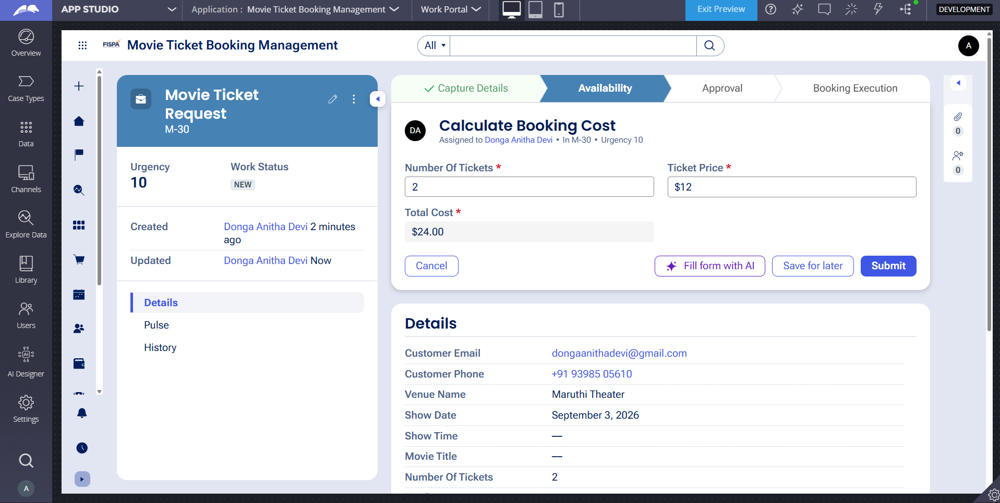 APP STUDIO
Application : Movie Ticket Booking Management
Work Portal
Exit Preview
DEVELOPMENT
Overview
Case Types
Data
Channels
Explore Data
Library
Users
AI
AI Designer
Settings
A
FISPA
Movie Ticket Booking Management
All
A
Movie Ticket
Request
M-30
Urgency
10
Work Status
NEW
Created
Donga Anitha Devi 2 minutes
ago
Updated
Donga Anitha Devi Now
Details
Pulse
History
Capture Details
Availability
Approval
Booking Execution
DA
Calculate Booking Cost
Assigned to Donga Anitha Devi • In M-30 • Urgency 10
Number Of Tickets *
2
Ticket Price *
$12
Total Cost *
$24.00
Cancel
Fill form with AI
Save for later
Submit
0
0
Details
Customer Email
dongaanithadevi@gmail.com
Customer Phone
+91 93985 05610
Venue Name
Maruthi Theater
Show Date
September 3, 2026
Show Time
—
Movie Title
—
Number Of Tickets
2